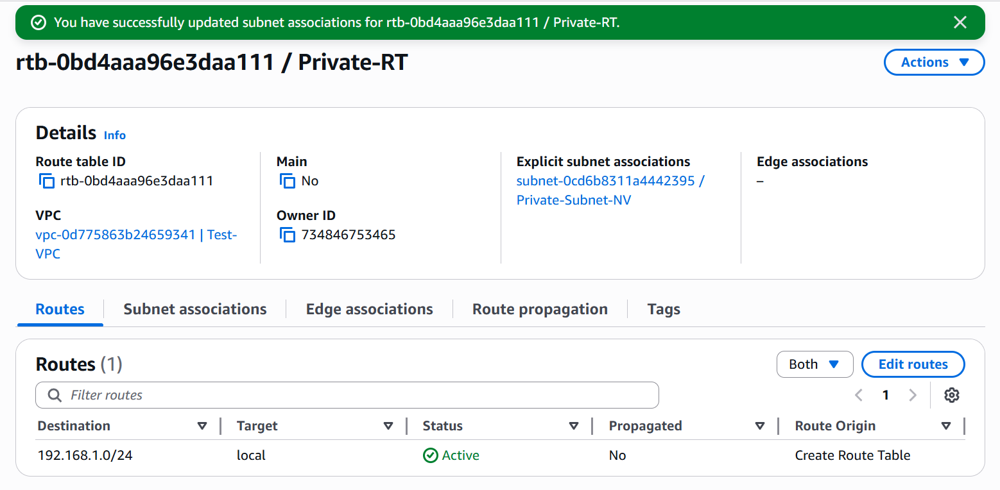 You have successfully updated subnet associations for rtb-0bd4aaa96e3daa111 / Private-RT.
rtb-0bd4aaa96e3daa111 / Private-RT
Actions
Details Info
Route table ID
rtb-0bd4aaa96e3daa111
Main
No
Explicit subnet associations
subnet-0cd6b8311a4442395 /
Private-Subnet-NV
Edge associations
–
VPC
vpc-0d775863b24659341 | Test-
VPC
Owner ID
734846753465
Routes Subnet associations Edge associations Route propagation Tags
Routes (1)
Both Edit routes
Filter routes
1
Destination Target Status Propagated Route Origin
192.168.1.0/24 local Active No Create Route Table